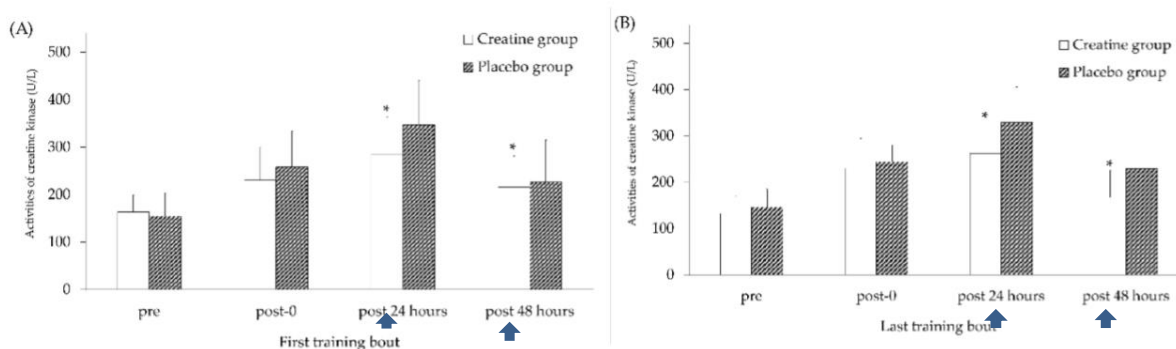 (A)
Activities of creatine kinase (U/L)
500
400
300
200
100
0
Creatine group
Placebo group
*
*
pre
post-0
post 24 hours
post 48 hours
First training bout
(B)
Activities of creatine kinase (U/L)
500
400
300
200
100
0
Creatine group
Placebo group
*
*
pre
post-0
post 24 hours
post 48 hours
Last training bout